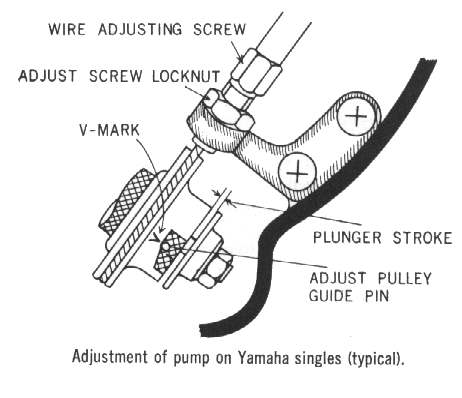 WIRE ADJUSTING SCREW
ADJUST SCREW LOCKNUT
V-MARK
PLUNGER STROKE
ADJUST PULLEY
GUIDE PIN
Adjustment of pump on Yamaha singles (typical).